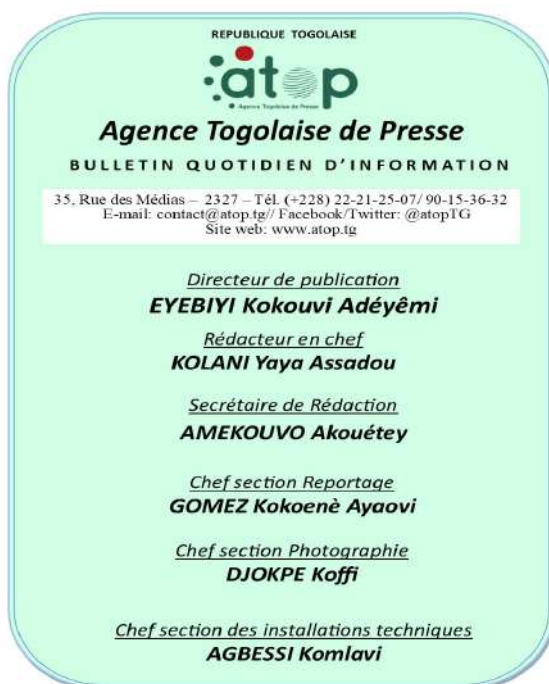 REPUBLIQUE TOGOLAISE
atop
Agence Togolaise de Presse
Agence Togolaise de Presse
BULLETIN QUOTIDIEN D'INFORMATION
35, Rue des Médias – 2327 – Tél. (+228) 22-21-25-07/ 90-15-36-32
E-mail: contact@atop.tg// Facebook/Twitter: @atopTG
Site web: www.atop.tg
Directeur de publication
EYEBIYI Kokouvi Adéyêmi
Rédacteur en chef
KOLANI Yaya Assadou
Secrétaire de Rédaction
AMEKOUVO Akouétey
Chef section Reportage
GOMEZ Kokoenè Ayaovi
Chef section Photographie
DJOKPE Koffi
Chef section des installations techniques
AGBESSI Komlavi